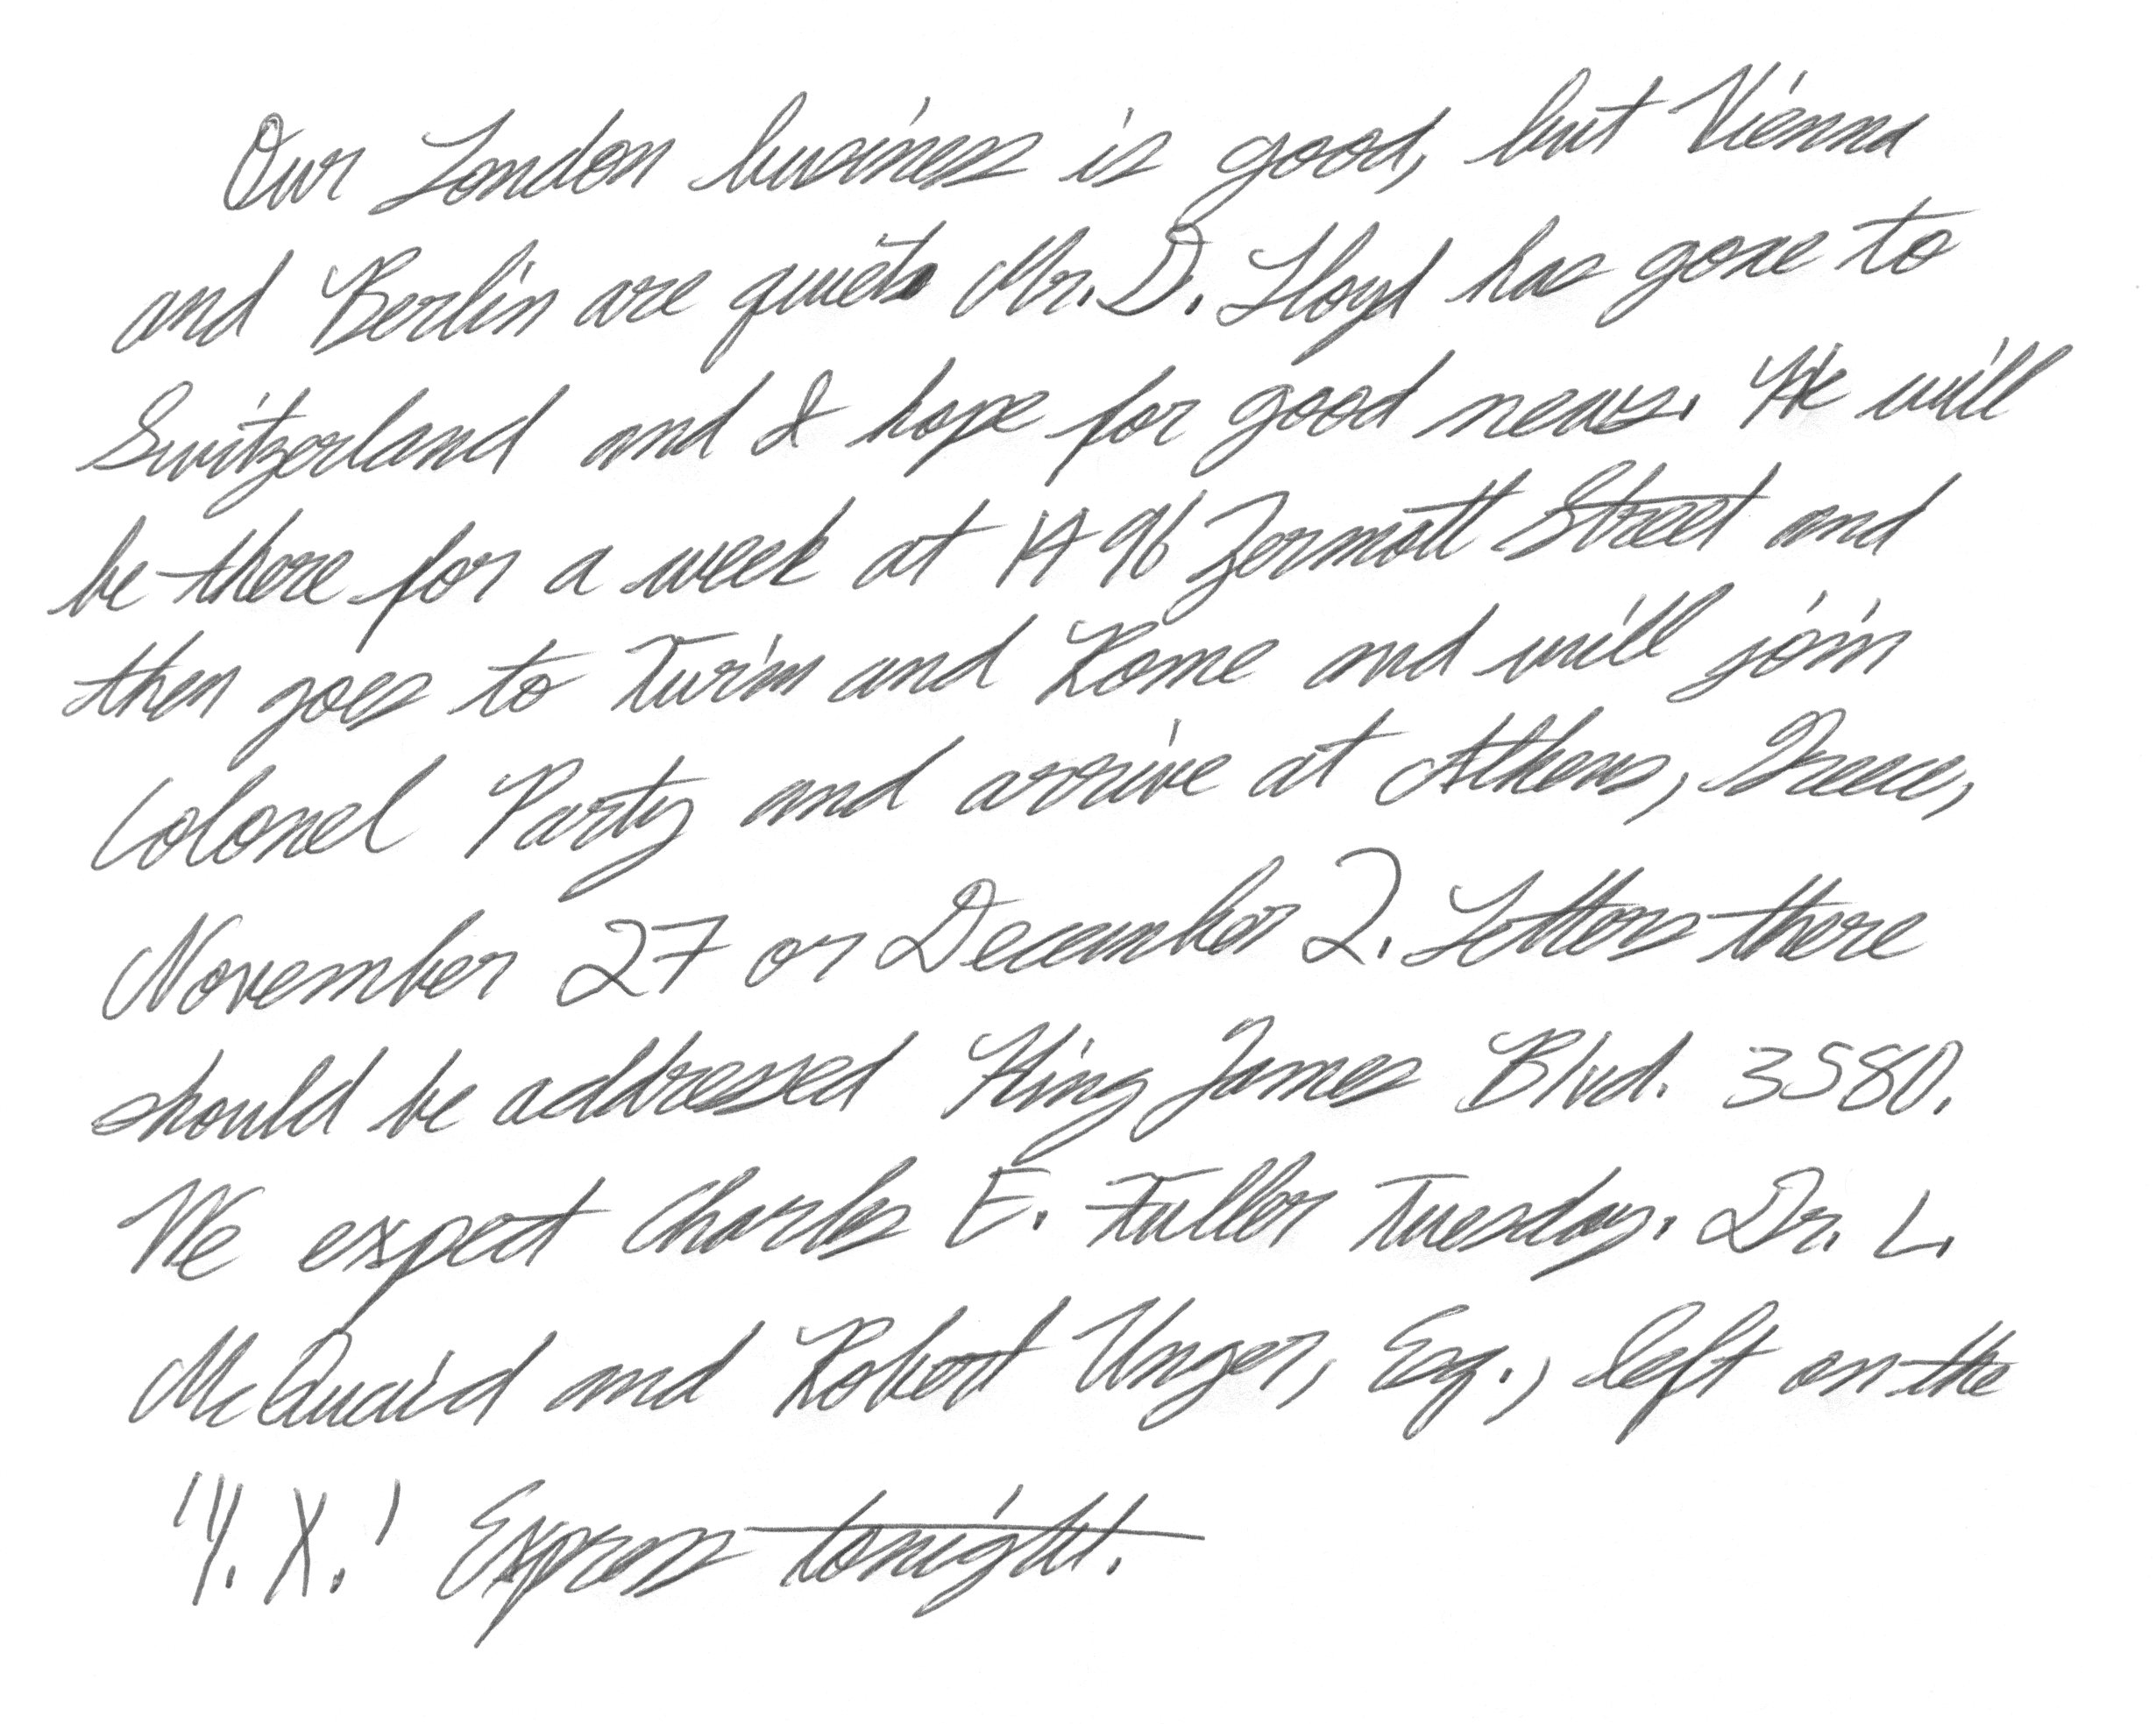 Our London business is good, but Vienna
and Berlin are quiet. Mr. D. Lloyd has gone to
Switzerland and I hope for good news. He will
be there for a week at 1496 Zermott Street and
then goes to Turin and Rome and will join
Colonel Party and arrive at Athens, Greece,
November 27 or December 2. Letters there
should be addressed King James Blvd. 3580.
We expect Charles E. Fuller Tuesday. Dr. L.
McQuaid and Robert Unger, Esq., left on the
'Y. X.' Express tonight.